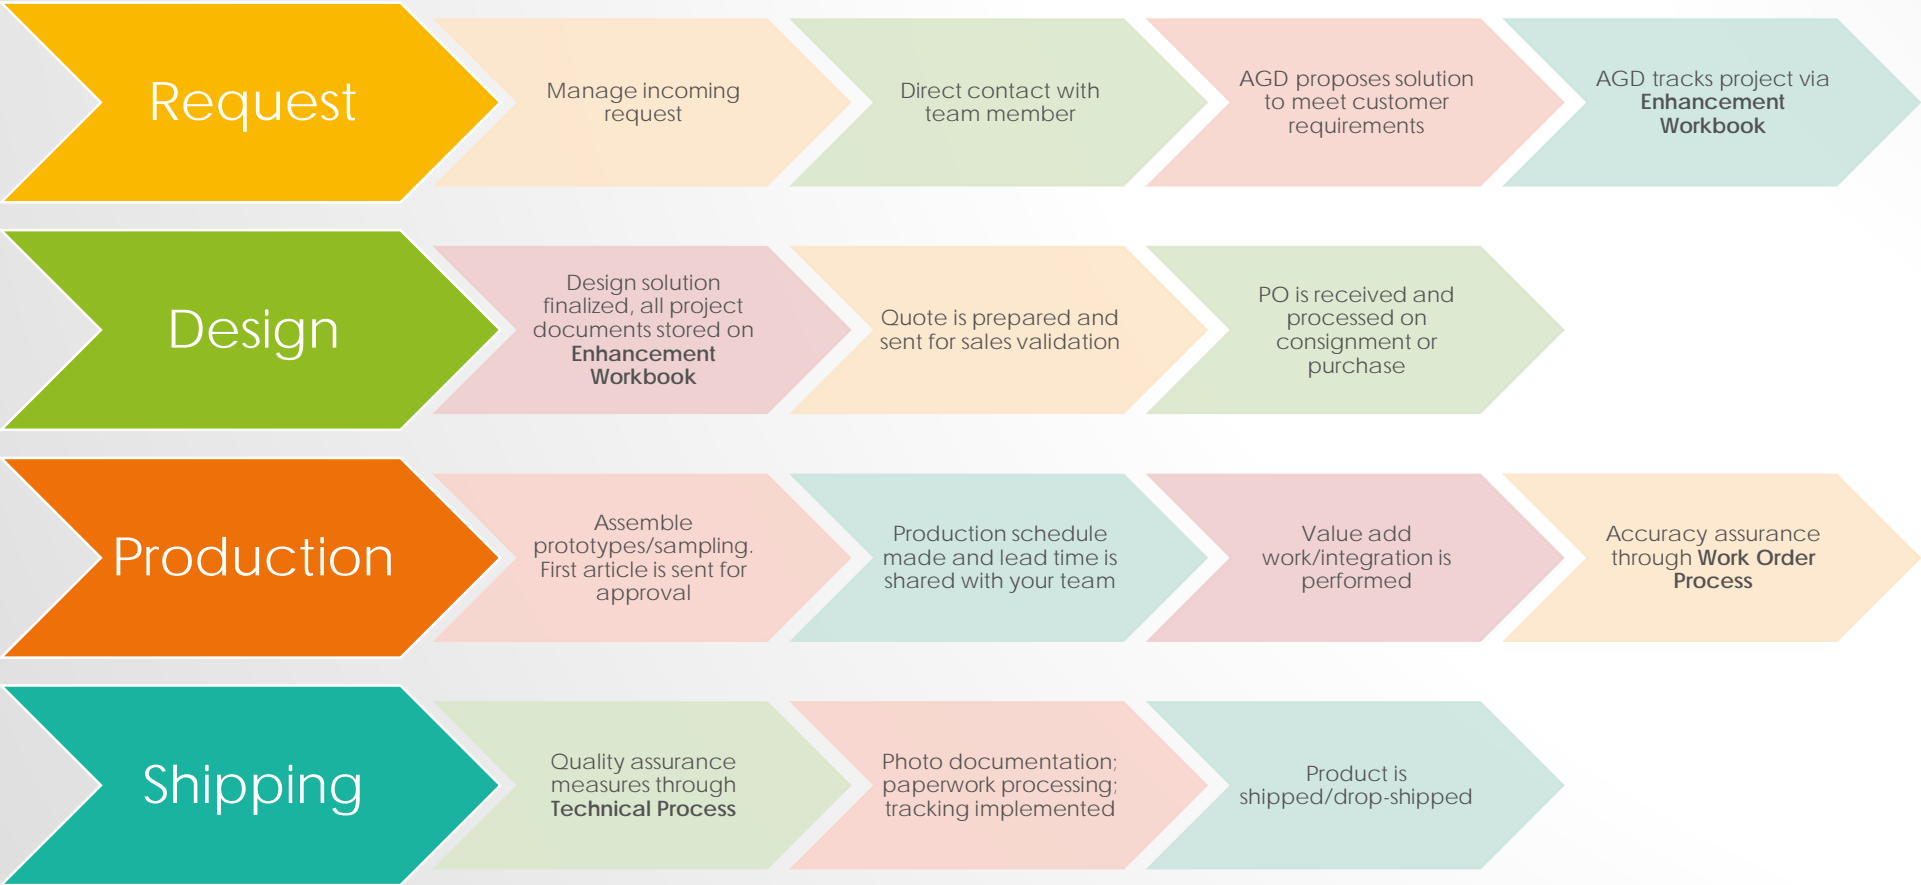 Request
Manage incoming
request
Direct contact with
team member
AGD proposes solution
to meet customer
requirements
AGD tracks project via
Enhancement
Workbook
Design
Design solution
finalized, all project
documents stored on
Enhancement
Workbook
Quote is prepared and
sent for sales validation
PO is received and
processed on
consignment or
purchase
Production
Assemble
prototypes/sampling.
First article is sent for
approval
Production schedule
made and lead time is
shared with your team
Value add
work/integration is
performed
Accuracy assurance
through Work Order
Process
Shipping
Quality assurance
measures through
Technical Process
Photo documentation;
paperwork processing;
tracking implemented
Product is
shipped/drop-shipped